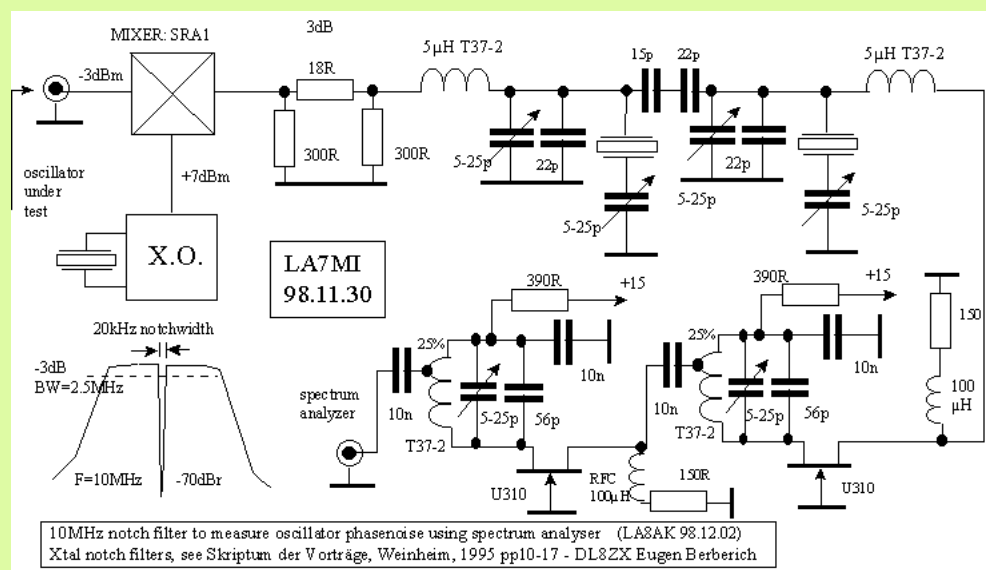 MIXER: SRA1
3dB
5µH T37-2
15p
22p
5µH T37-2
-3dBm
18R
300R
300R
5-25p
22p
5-25p
5-25p
22p
5-25p
oscillator
under
test
+7dBm
X.O.
LA7MI
98.11.30
390R
+15
390R
+15
150
20kHz notchwidth
-3dB
BW=2.5MHz
F=10MHz
-70dBr
spectrum
analyzer
25%
10n
10n
5-25p
56p
T37-2
U310
RFC
100µH
150R
25%
10n
10n
5-25p
56p
T37-2
U310
100
µH
10MHz notch filter to measure oscillator phasenoise using spectrum analyser (LA8AK 98.12.02)
Xtal notch filters, see Skriptum der Vorträge, Weinheim, 1995 pp10-17 - DL8ZX Eugen Berberich